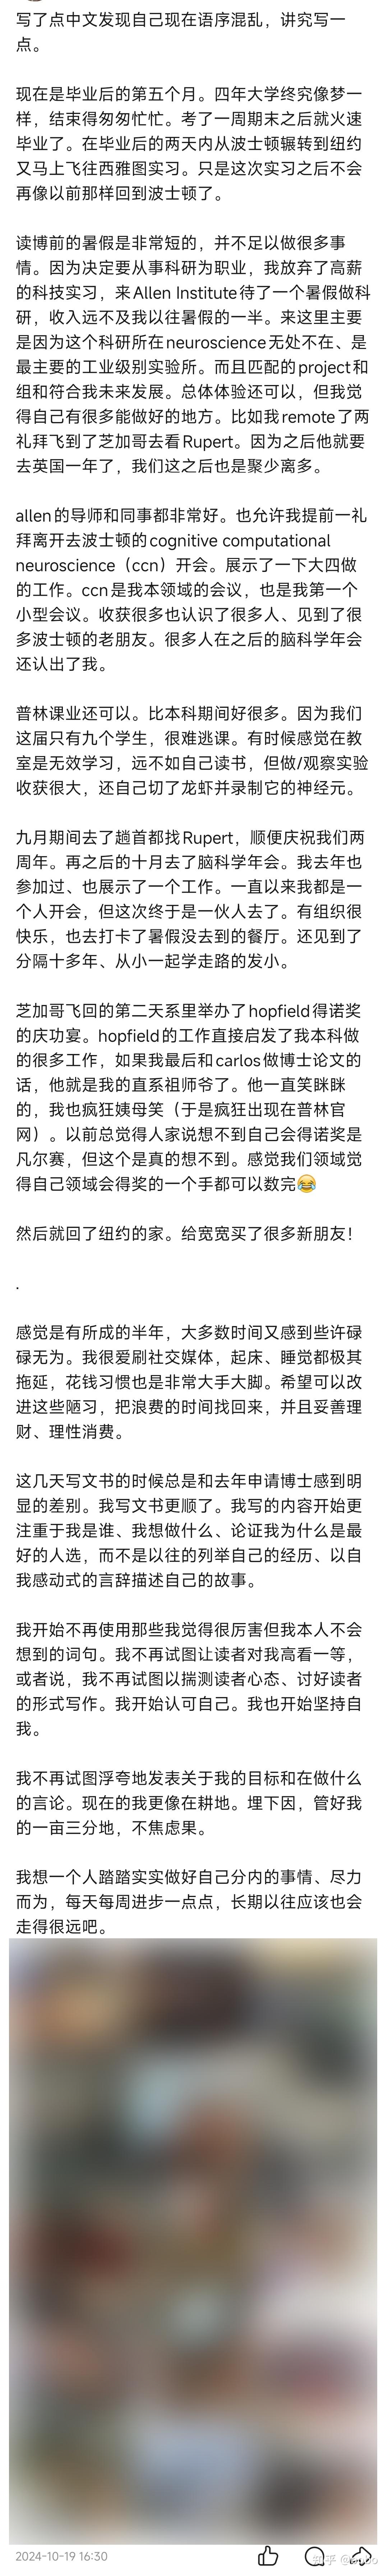 写了点中文发现自己现在语序混乱，讲究写一
点。
现在是毕业后的第五个月。四年大学终究像梦一
样，结束得匆匆忙忙。考了一周期末之后就火速
毕业了。在毕业后的两天内从波士顿辗转到纽约
又马上飞往西雅图实习。只是这次实习之后不会
再像以前那样回到波士顿了。
读博前的暑假是非常短的，并不足以做很多事
情。因为决定要从事科研为职业，我放弃了高薪
的科技实习，来Allen Institute待了一个暑假做科
研，收入远不及我以往暑假的一半。来这里主要
是因为这个科研所在neuroscience无处不在、是
最主要的工业级别实验所。而且匹配的project和
组和符合我未来发展。总体体验还可以，但我觉
得自己有很多能做好的地方。比如我remote了两
礼拜飞到了芝加哥去看Rupert。因为之后他就要
去英国一年了，我们这之后也是聚少离多。
allen的导师和同事都非常好。也允许我提前一礼
拜离开去波士顿的cognitive computational
neuroscience（ccn）开会。展示了一下大四做
的工作。ccn是我本领域的会议，也是我第一个
小型会议。收获很多也认识了很多人、见到了很
多波士顿的老朋友。很多人在之后的脑科学年会
还认出了我。
普林课业还可以。比本科期间好很多。因为我们
这届只有九个学生，很难逃课。有时候感觉在教
室是无效学习，远不如自己读书，但做/观察实验
收获很大，还自己切了龙虾并录制它的神经元。
九月期间去了趟首都找Rupert，顺便庆祝我们两
周年。再之后的十月去了脑科学年会。我去年也
参加过、也展示了一个工作。一直以来我都是一
个人开会，但这次终于是一伙人去了。有组织很
快乐，也去打卡了暑假没去到的餐厅。还见到了
分隔十多年、从小一起学走路的发小。
芝加哥飞回的第二天系里举办了hopfield得诺奖
的庆功宴。hopfield的工作直接启发了我本科做
的很多工作，如果我最后和carlos做博士论文的
话，他就是我的直系祖师爷了。他一直笑眯眯
的，我也疯狂姨母笑（于是疯狂出现在普林官
网）。以前总觉得人家说想不到自己会得诺奖是
凡尔赛，但这个是真的想不到。感觉我们领域觉
得自己领域会得奖的一个手都可以数完😂
然后就回了纽约的家。给宽宽买了很多新朋友！
.
感觉是有所成的半年，大多数时间又感到些许碌
碌无为。我很爱刷社交媒体，起床、睡觉都极其
拖延，花钱习惯也是非常大手大脚。希望可以改
进这些陋习，把浪费的时间找回来，并且妥善理
财、理性消费。
这几天写文书的时候总是和去年申请博士感到明
显的差别。我写文书更顺了。我写的内容开始更
注重于我是谁、我想做什么、论证我为什么是最
好的人选，而不是以往的列举自己的经历、以自
我感动式的言辞描述自己的故事。
我开始不再使用那些我觉得很厉害但我本人不会
想到的词句。我不再试图让读者对我高看一等，
或者说，我不再试图以揣测读者心态、讨好读者
的形式写作。我开始认可自己。我也开始坚持自
我。
我不再试图浮夸地发表关于我的目标和在做什么
的言论。现在的我更像在耕地。埋下因，管好我
的一亩三分地，不焦虑果。
我想一个人踏踏实实做好自己分内的事情、尽力
而为，每天每周进步一点点，长期以往应该也会
走得很远吧。
2024-10-19 16:30